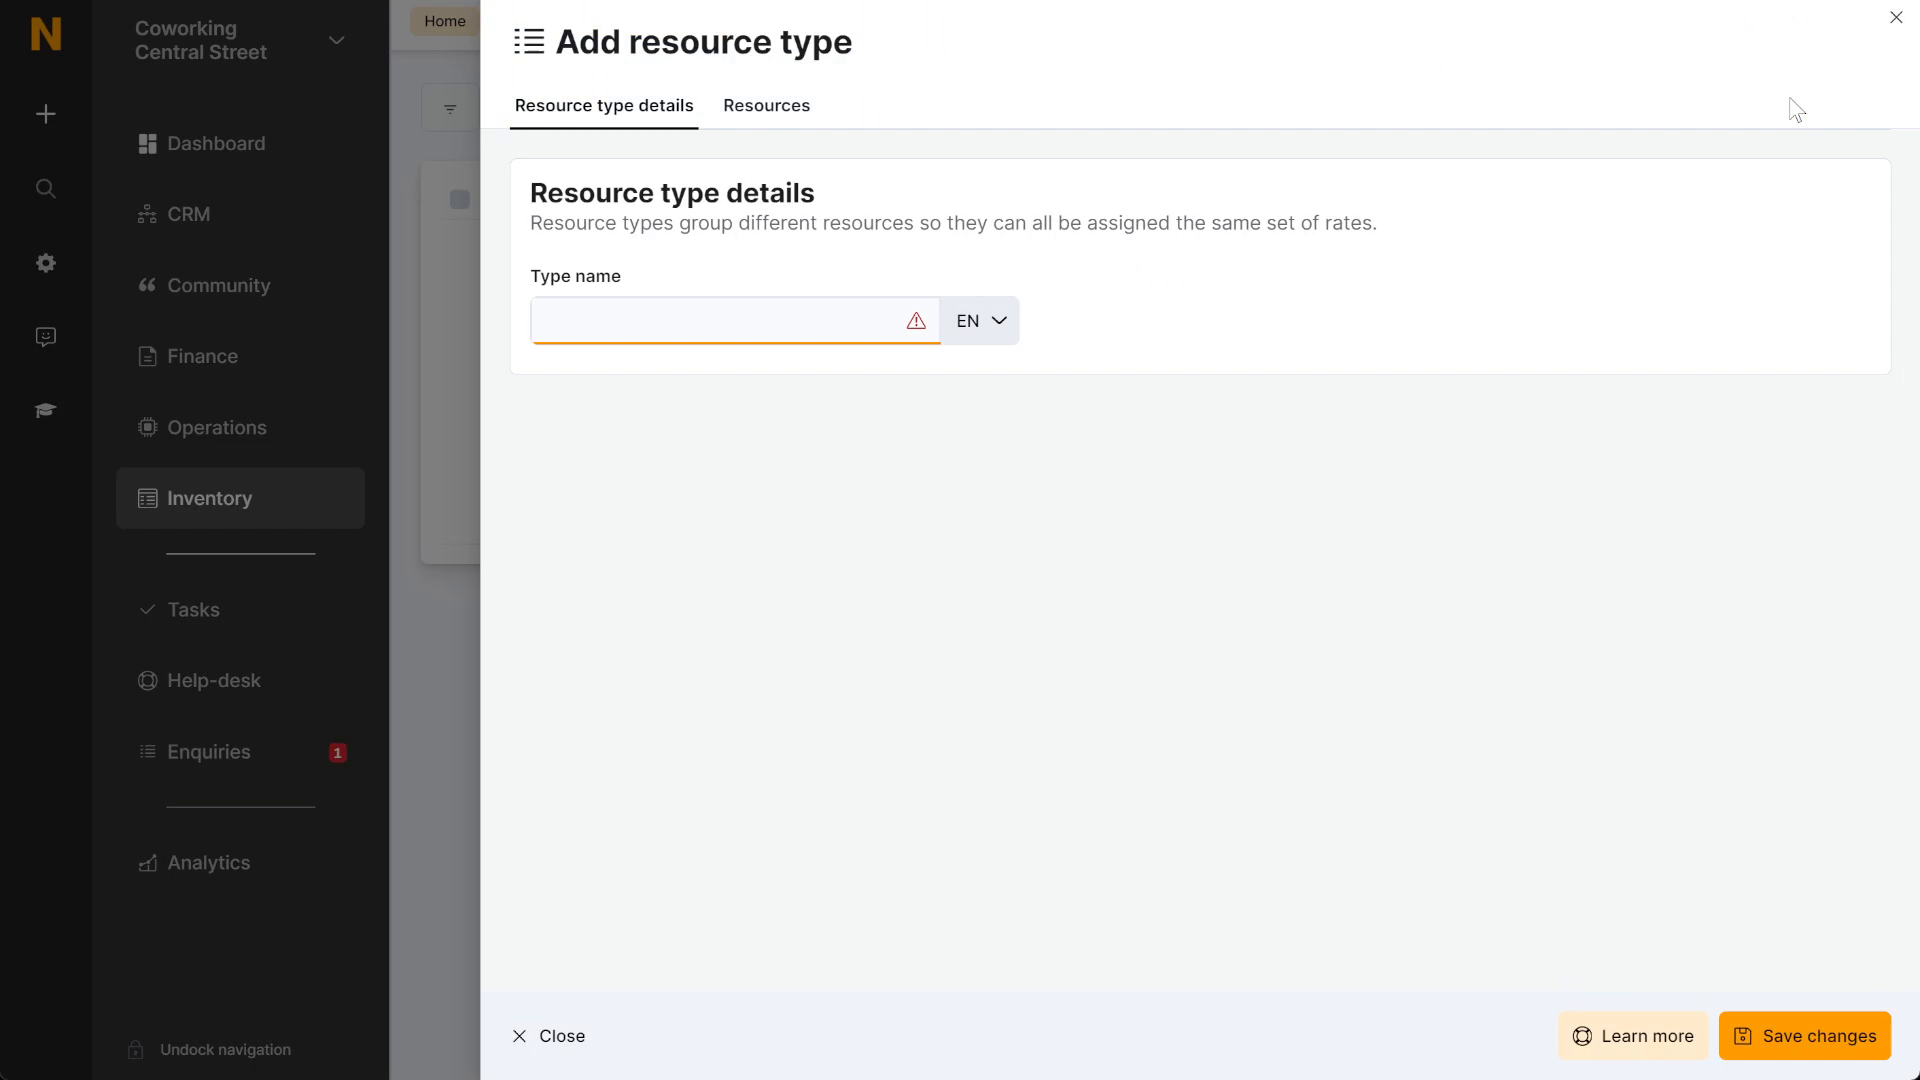 Coworking
Central Street
Dashboard
CRM
Community
Finance
Operations
Inventory
Tasks
Help-desk
Enquiries 1
Analytics
Undock navigation
Home
Add resource type
Resource type details Resources
Resource type details
Resource types group different resources so they can all be assigned the same set of rates.
Type name
EN
Close
Learn more
Save changes